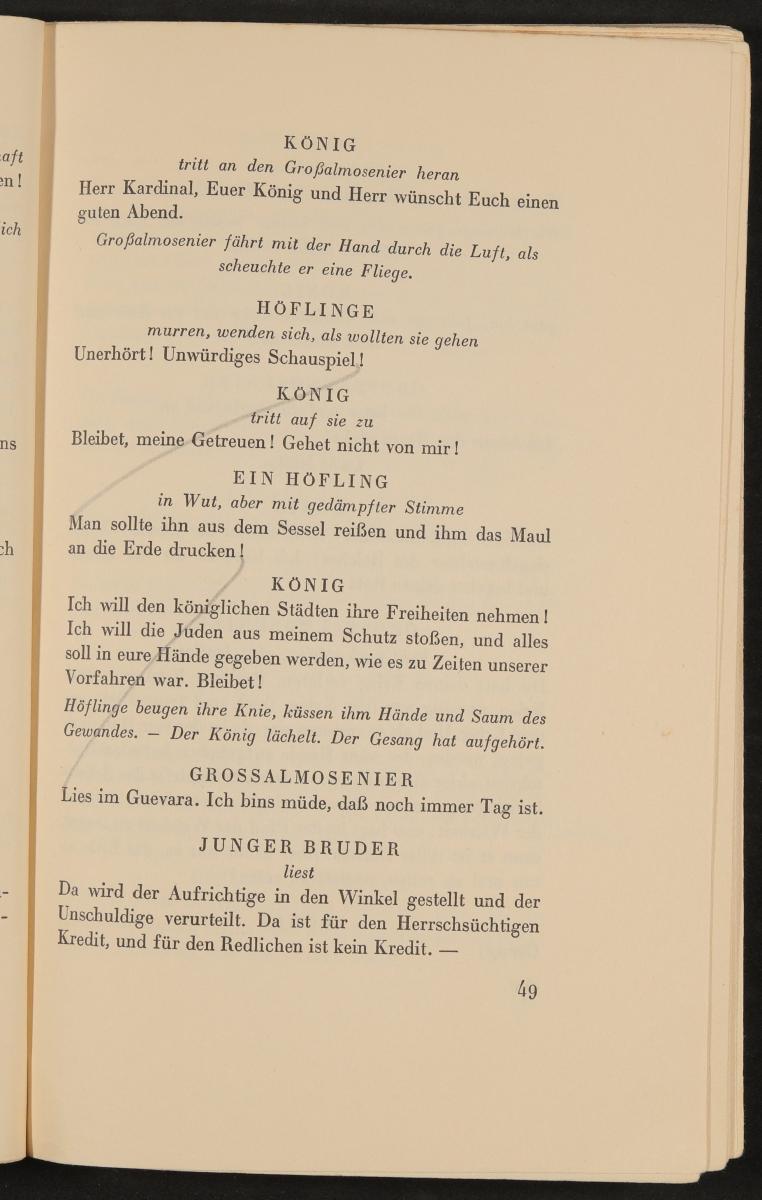 aft
en!
ich
ns
ch
KÖNIG
tritt an den Großalmosenier heran
Herr Kardinal, Euer König und Herr wünscht Euch einen
guten Abend.
Großalmosenier fährt mit der Hand durch die Luft, als
scheuchte er eine Fliege.
HÖFLINGE
murren, wenden sich, als wollten sie gehen
Unerhört! Unwürdiges Schauspiel!
KÖNIG
tritt auf sie zu
Bleibet, meine Getreuen! Gehet nicht von mir!
EIN HÖFLING
in Wut, aber mit gedämpfter Stimme
Man sollte ihn aus dem Sessel reißen und ihm das Maul
an die Erde drucken!
KÖNIG
Ich will den königlichen Städten ihre Freiheiten nehmen!
Ich will die Juden aus meinem Schutz stoßen, und alles
soll in eure Hände gegeben werden, wie es zu Zeiten unserer
Vorfahren war. Bleibet!
Höflinge beugen ihre Knie, küssen ihm Hände und Saum des
Gewandes. — Der König lächelt. Der Gesang hat aufgehört.
GROSSALMOSENIER
Lies im Guevara. Ich bins müde, daß noch immer Tag ist.
JUNGER BRUDER
liest
Da wird der Aufrichtige in den Winkel gestellt und der
Unschuldige verurteilt. Da ist für den Herrschsüchtigen
Kredit, und für den Redlichen ist kein Kredit. —
49